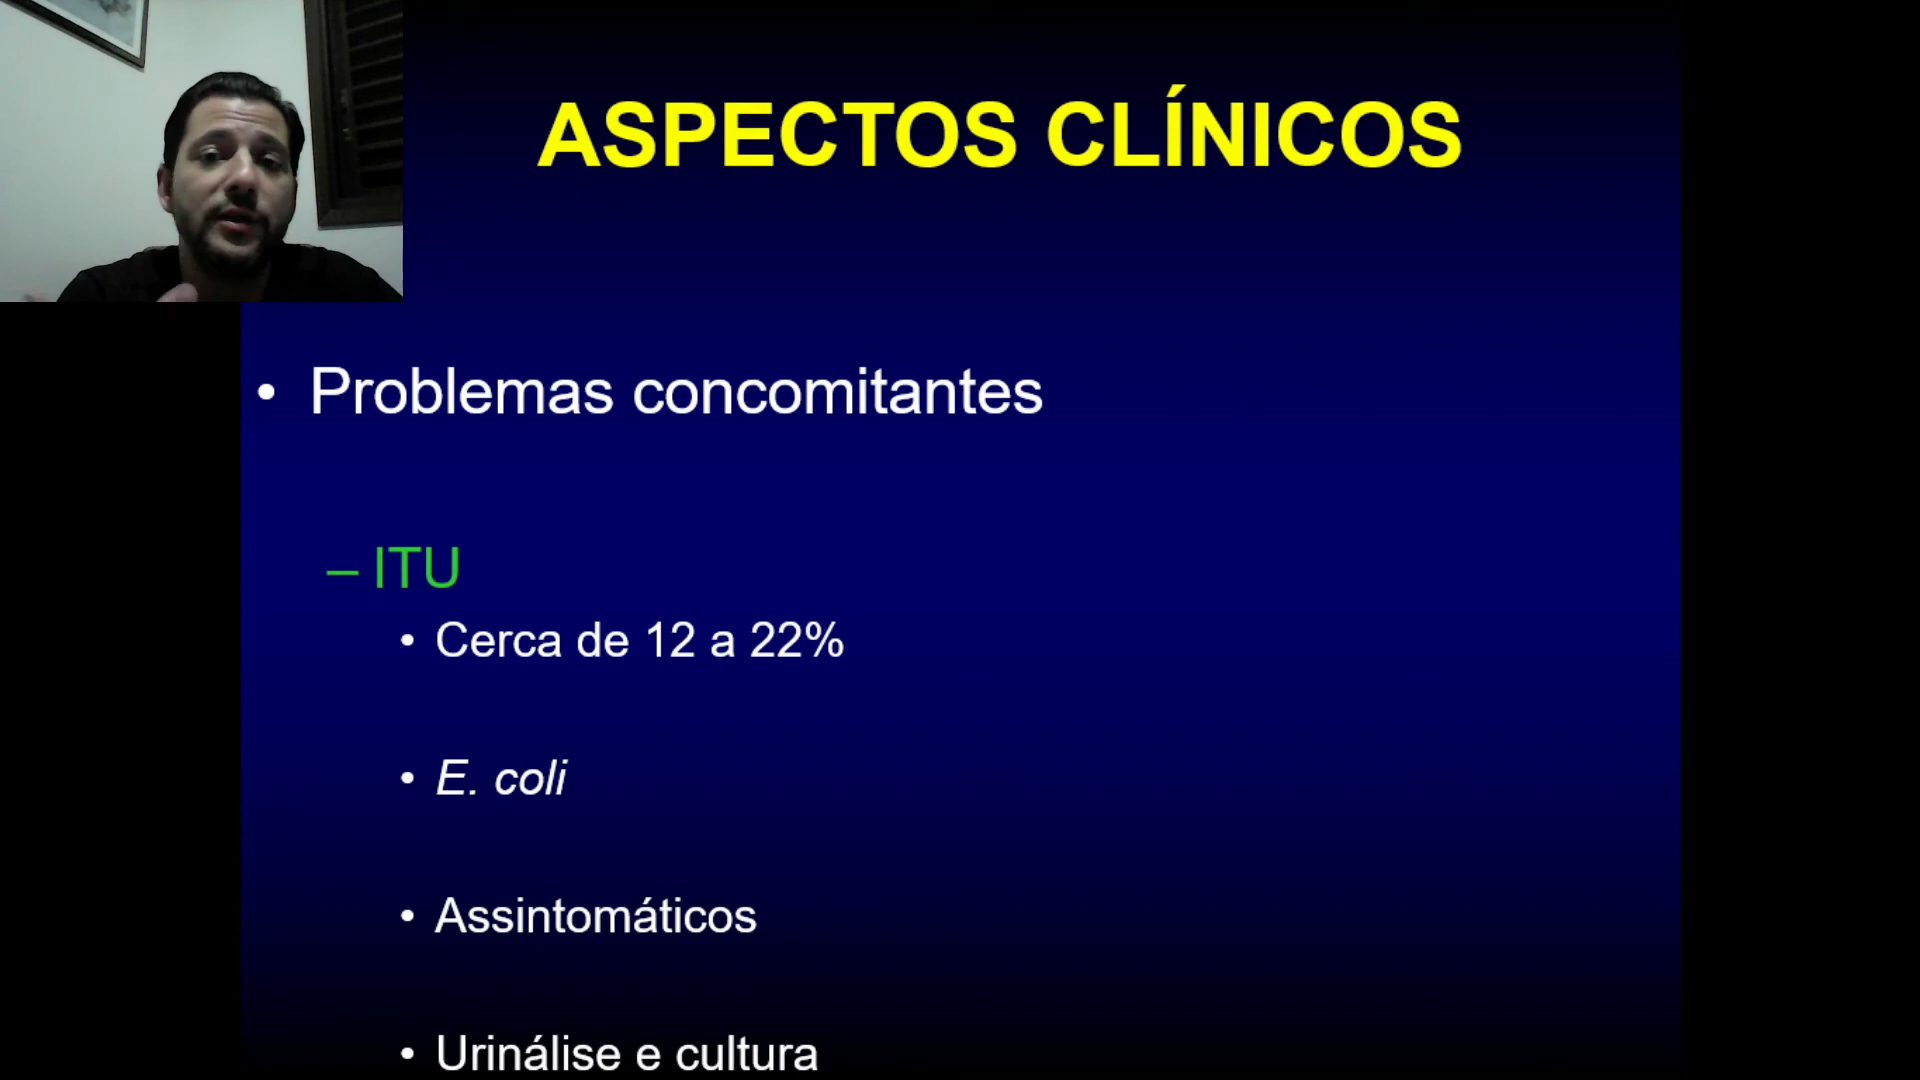 ASPECTOS CLÍNICOS
• Problemas concomitantes
– ITU
• Cerca de 12 a 22%
• E. coli
• Assintomáticos
• Urinálise e cultura